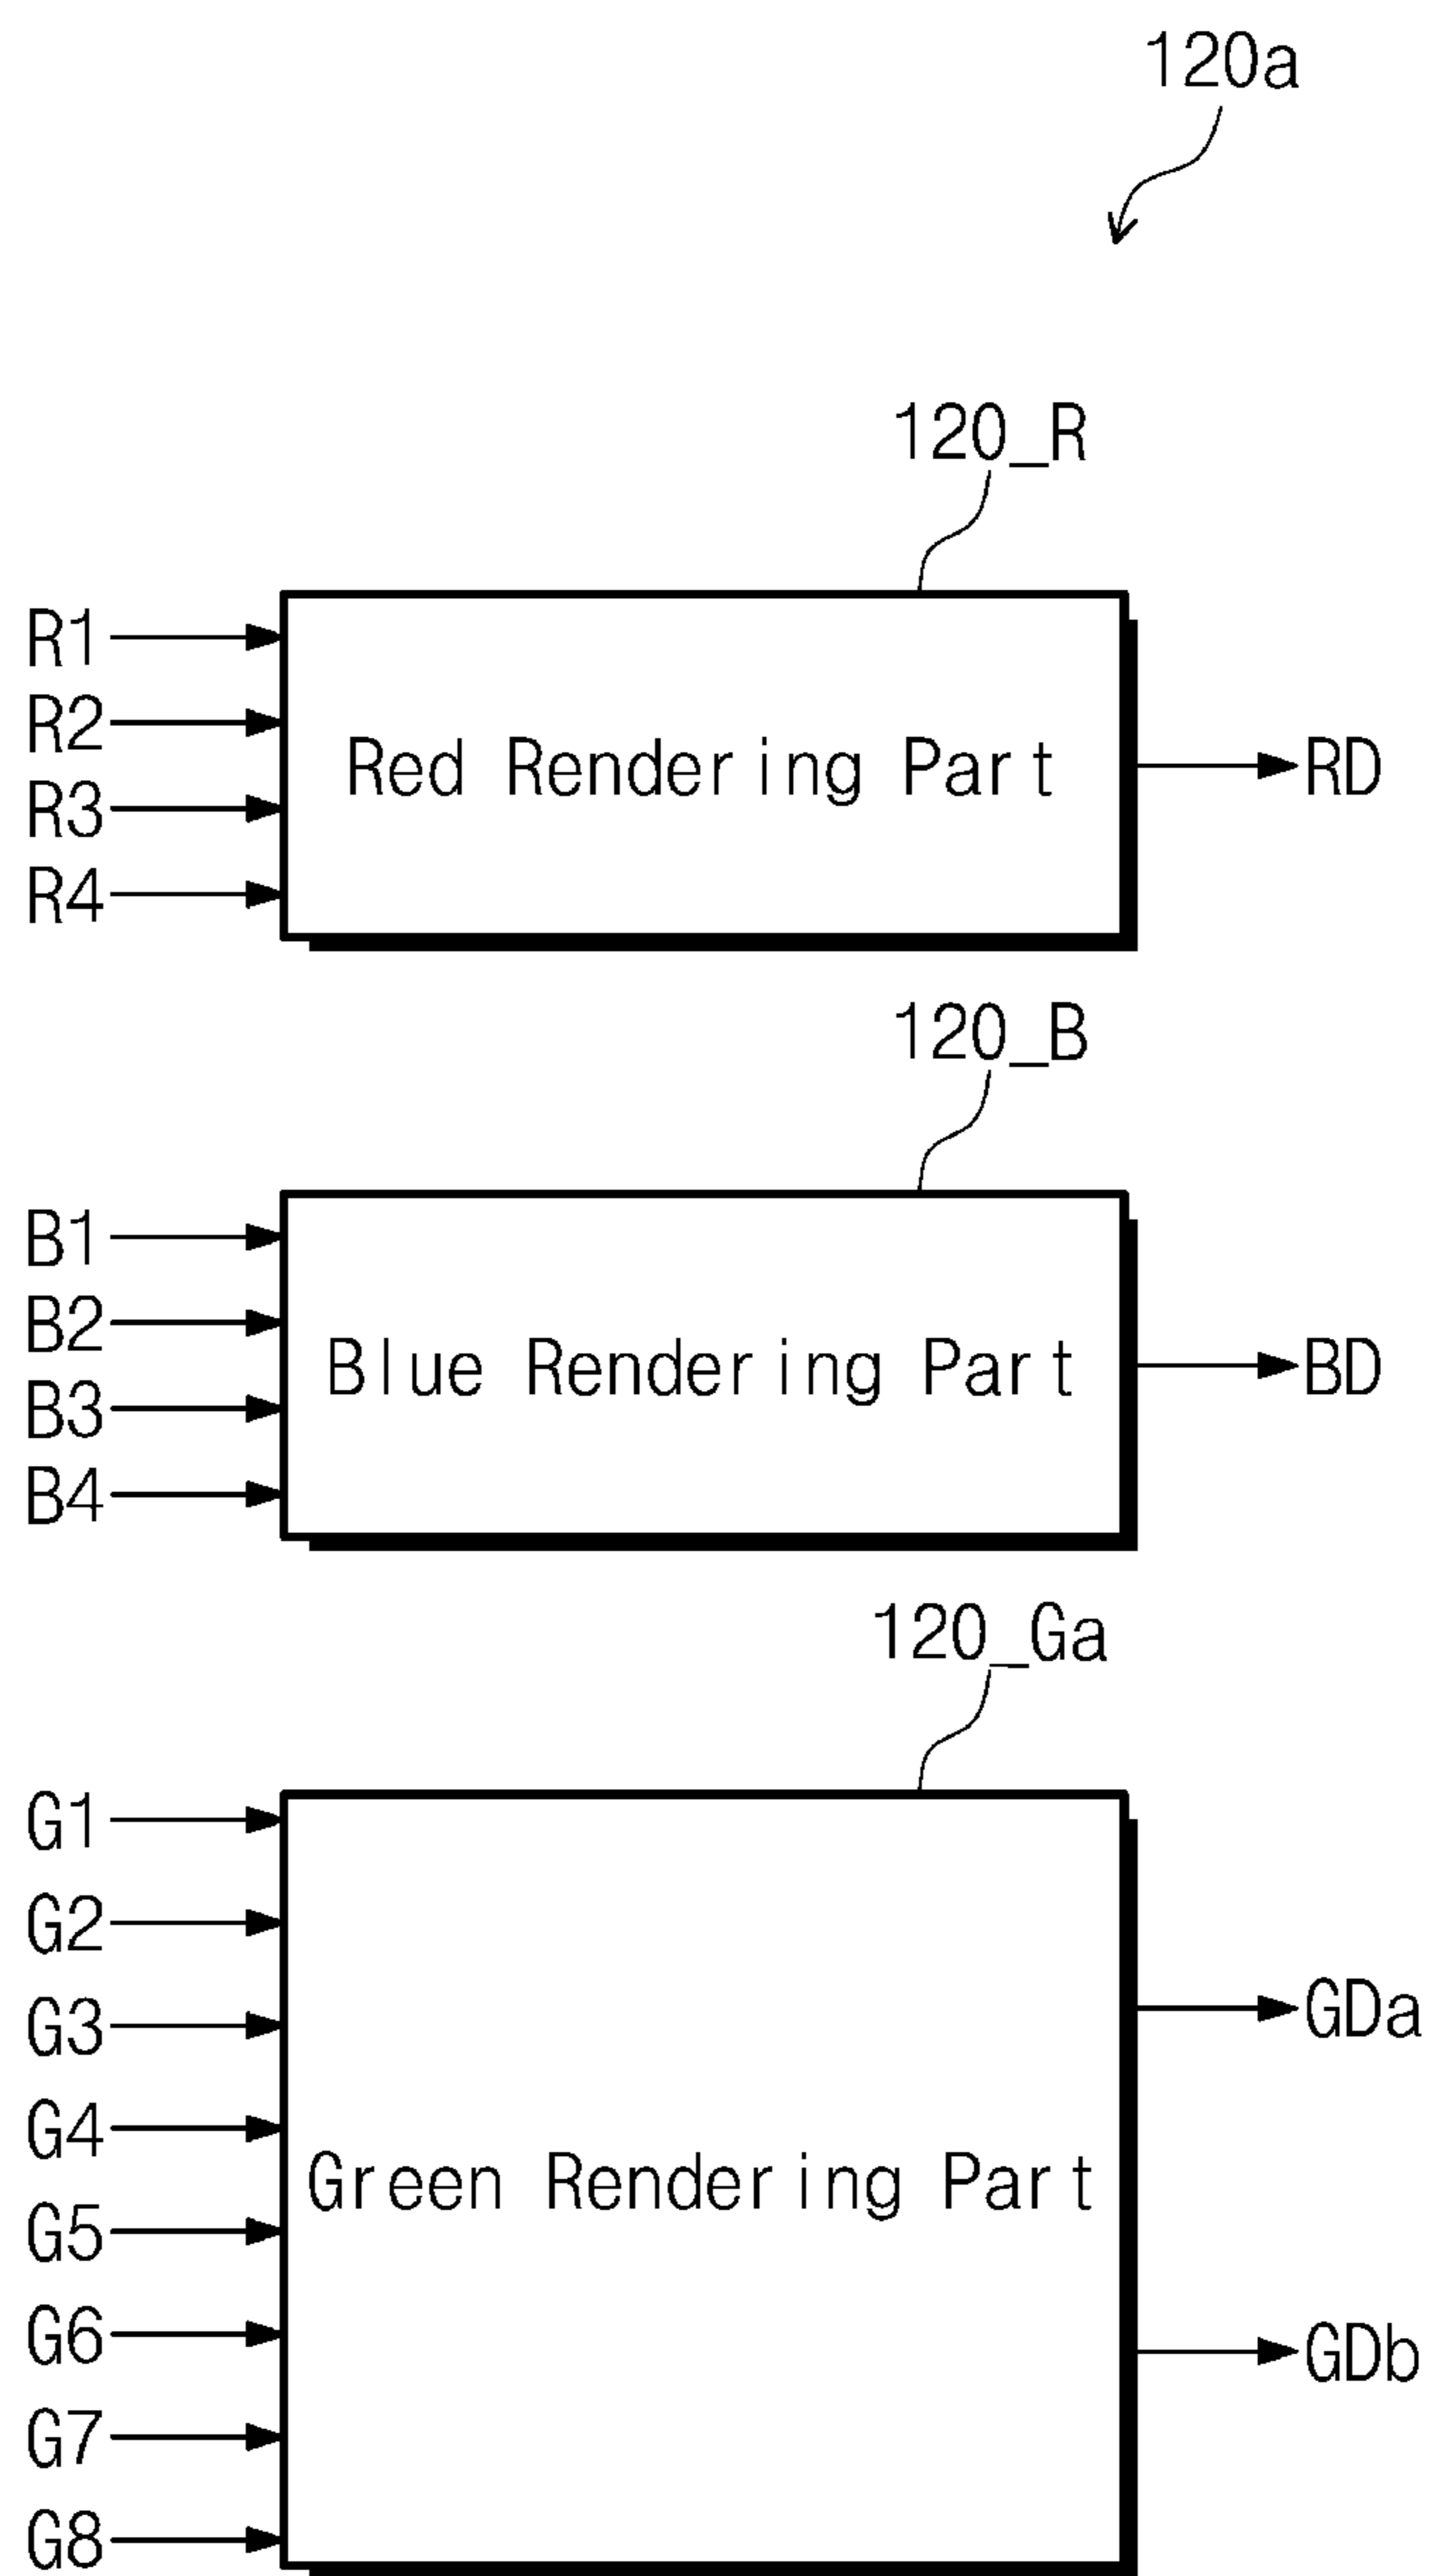 120a
120_R
R1
R2
R3
R4
Red Rendering Part
RD
120_B
B1
B2
B3
B4
Blue Rendering Part
BD
120_Ga
G1
G2
G3
G4
G5
G6
G7
G8
Green Rendering Part
GDa
GDb